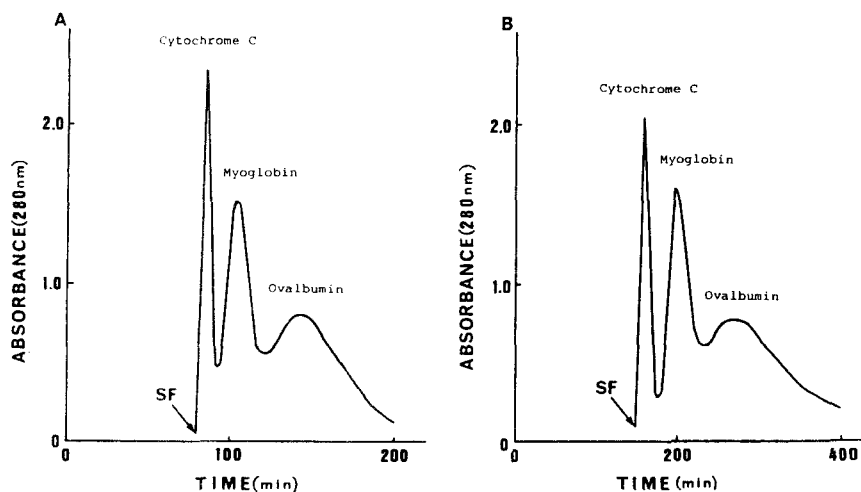 A
Cytochrome C
2.0
Myoglobin
ABSORBANCE(280nm)
1.0
Ovalbumin
SF
0
0 100 200
TIME(min)
B
Cytochrome C
2.0
Myoglobin
ABSORBANCE(280nm)
1.0
Ovalbumin
SF
0
0 200 400
TIME(min)